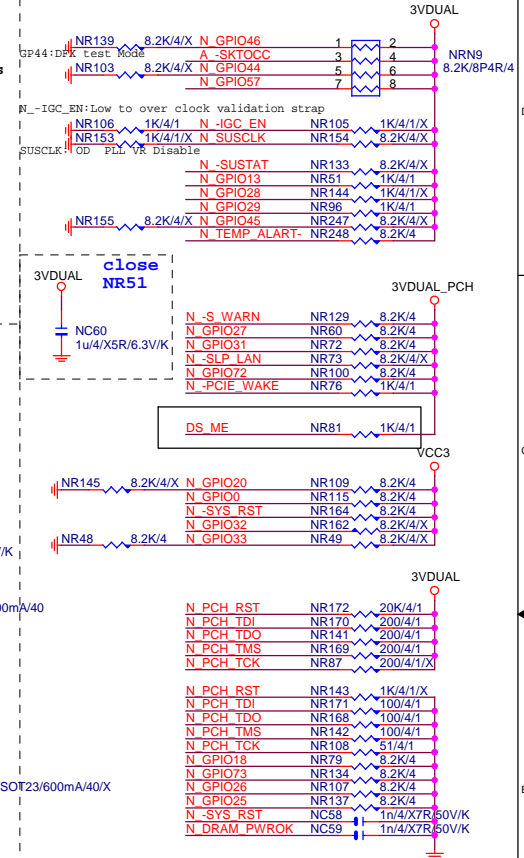 3VDUAL
NR139 8.2K/4/X N_GPIO46 1 2
GP44:DFX test Mode A_-SKTOCC 3 4 NRN9
NR103 8.2K/4/X N_GPIO44 5 6 8.2K/8P4R/4
N_GPIO57 7 8
N_-IGC_EN:Low to over clock validation strap
NR106 1K/4/1 N_-IGC_EN NR105 1K/4/1/X
NR153 1K/4/1/X N_SUSCLK NR154 8.2K/4/X
SUSCLK: OD PLL VR Disable
N_-SUSTAT NR133 8.2K/4/X
N_GPIO13 NR51 1K/4/1
N_GPIO28 NR144 1K/4/1/X
N_GPIO29 NR96 1K/4/1
NR155 8.2K/4/X N_GPIO45 NR247 8.2K/4/X
N_TEMP_ALART- NR248 8.2K/4
close
NR51
3VDUAL
NC60
1u/4/X5R/6.3V/K
3VDUAL_PCH
N_-S_WARN NR129 8.2K/4
N_GPIO27 NR60 8.2K/4
N_GPIO31 NR72 8.2K/4
N_-SLP_LAN NR73 8.2K/4/X
N_GPIO72 NR100 8.2K/4
N_-PCIE_WAKE NR76 1K/4/1
DS_ME NR81 1K/4/1
VCC3
NR145 8.2K/4/X N_GPIO20 NR109 8.2K/4
N_GPIO0 NR115 8.2K/4
N_-SYS_RST NR164 8.2K/4
N_GPIO32 NR162 8.2K/4/X
NR48 8.2K/4 N_GPIO33 NR49 8.2K/4/X
/K
3VDUAL
00mA/40
N_PCH_RST NR172 20K/4/1
N_PCH_TDI NR170 200/4/1
N_PCH_TDO NR141 200/4/1
N_PCH_TMS NR169 200/4/1
N_PCH_TCK NR87 200/4/1/X
N_PCH_RST NR143 1K/4/1/X
N_PCH_TDI NR171 100/4/1
N_PCH_TDO NR168 100/4/1
N_PCH_TMS NR142 100/4/1
N_PCH_TCK NR108 51/4/1
N_GPIO18 NR79 8.2K/4
N_GPIO73 NR134 8.2K/4
SOT23/600mA/40/X
N_GPIO26 NR107 8.2K/4
N_GPIO25 NR137 8.2K/4
N_-SYS_RST NC58 1n/4/X7R/50V/K
N_DRAM_PWROK NC59 1n/4/X7R/50V/K